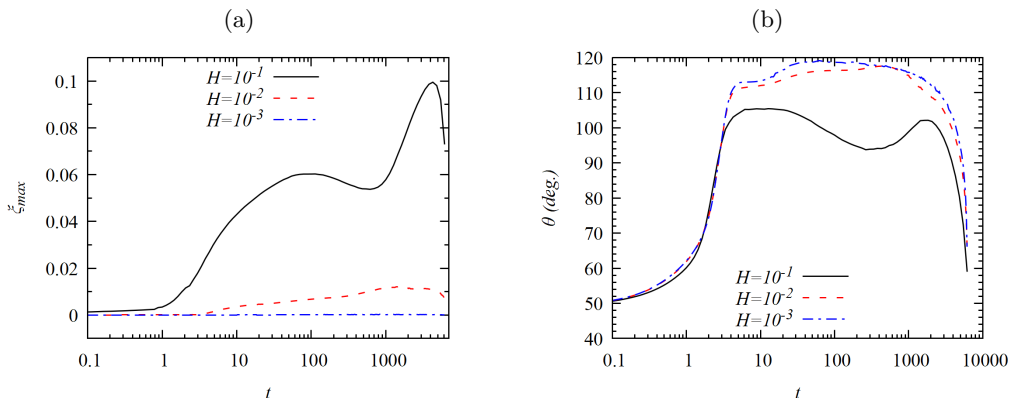 (a)
0.1
0.08
0.06
0.04
0.02
0
ξmax
H=10⁻¹
H=10⁻²
H=10⁻³
0.1 1 10 100 1000
t
(b)
120
110
100
90
80
70
60
50
40
θ (deg.)
H=10⁻¹
H=10⁻²
H=10⁻³
0.1 1 10 100 1000 10000
t